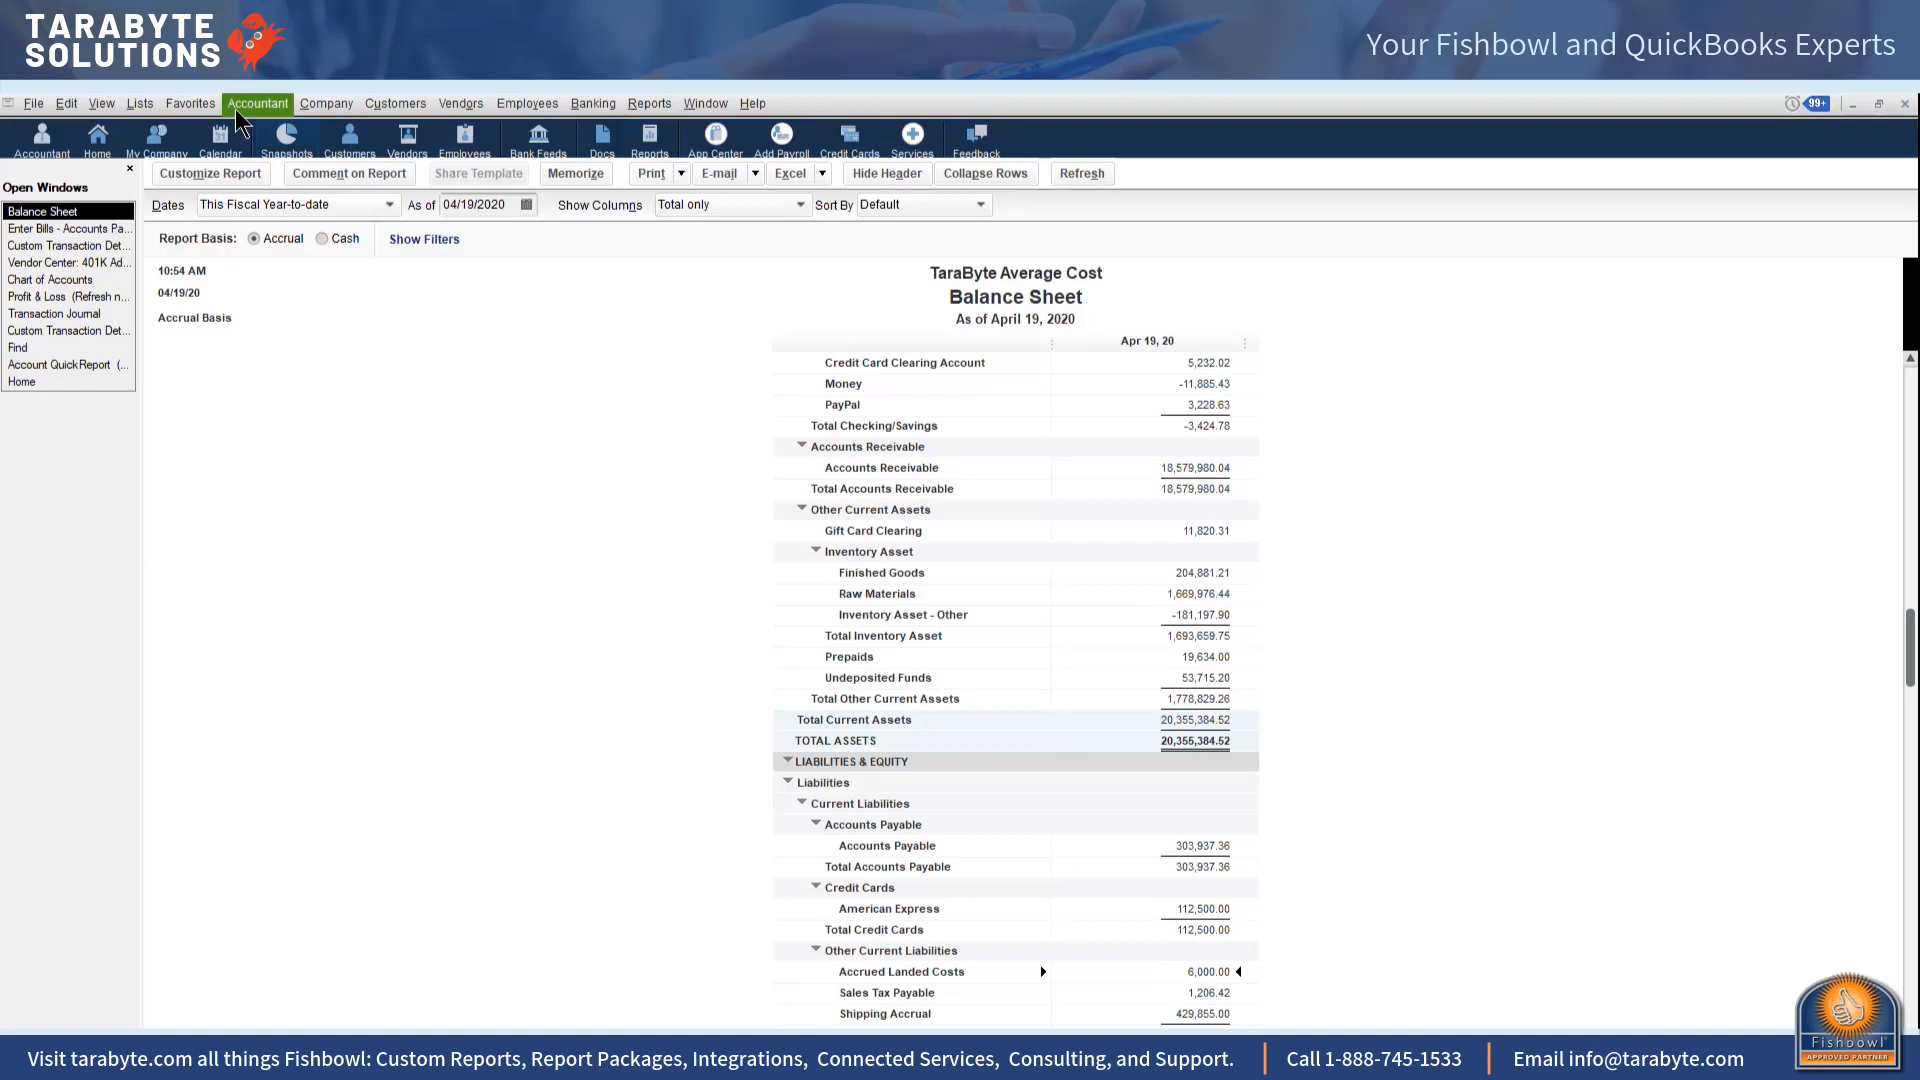 TARABYTE
SOLUTIONS
Your Fishbowl and QuickBooks Experts
File Edit View Lists Favorites Accountant Company Customers Vendors Employees Banking Reports Window Help
99+
Accountant Home My Company Calendar Snapshots Customers Vendors Employees Bank Feeds Docs Reports App Center Add Payroll Credit Cards Services Feedback
Customize Report Comment on Report Share Template Memorize Print E-mail Excel Hide Header Collapse Rows Refresh
Open Windows
Balance Sheet
Enter Bills - Accounts Pa...
Custom Transaction Det...
Vendor Center: 401K Ad...
Chart of Accounts
Profit & Loss (Refresh n...
Transaction Journal
Custom Transaction Det...
Find
Account QuickReport (...
Home
Dates This Fiscal Year-to-date As of 04/19/2020 Show Columns Total only Sort By Default
Report Basis: Accrual Cash Show Filters
10:54 AM
04/19/20
Accrual Basis
TaraByte Average Cost
Balance Sheet
As of April 19, 2020
Apr 19, 20
Credit Card Clearing Account 5,232.02
Money -11,885.43
PayPal 3,228.63
Total Checking/Savings -3,424.78
Accounts Receivable
Accounts Receivable 18,579,980.04
Total Accounts Receivable 18,579,980.04
Other Current Assets
Gift Card Clearing 11,820.31
Inventory Asset
Finished Goods 204,881.21
Raw Materials 1,669,976.44
Inventory Asset - Other -181,197.90
Total Inventory Asset 1,693,659.75
Prepaids 19,634.00
Undeposited Funds 53,715.20
Total Other Current Assets 1,778,829.26
Total Current Assets 20,355,384.52
TOTAL ASSETS 20,355,384.52
LIABILITIES & EQUITY
Liabilities
Current Liabilities
Accounts Payable
Accounts Payable 303,937.36
Total Accounts Payable 303,937.36
Credit Cards
American Express 112,500.00
Total Credit Cards 112,500.00
Other Current Liabilities
Accrued Landed Costs 6,000.00
Sales Tax Payable 1,206.42
Shipping Accrual 429,855.00
Fishbowl
APPROVED PARTNER
Visit tarabyte.com all things Fishbowl: Custom Reports, Report Packages, Integrations, Connected Services, Consulting, and Support. Call 1-888-745-1533 Email info@tarabyte.com